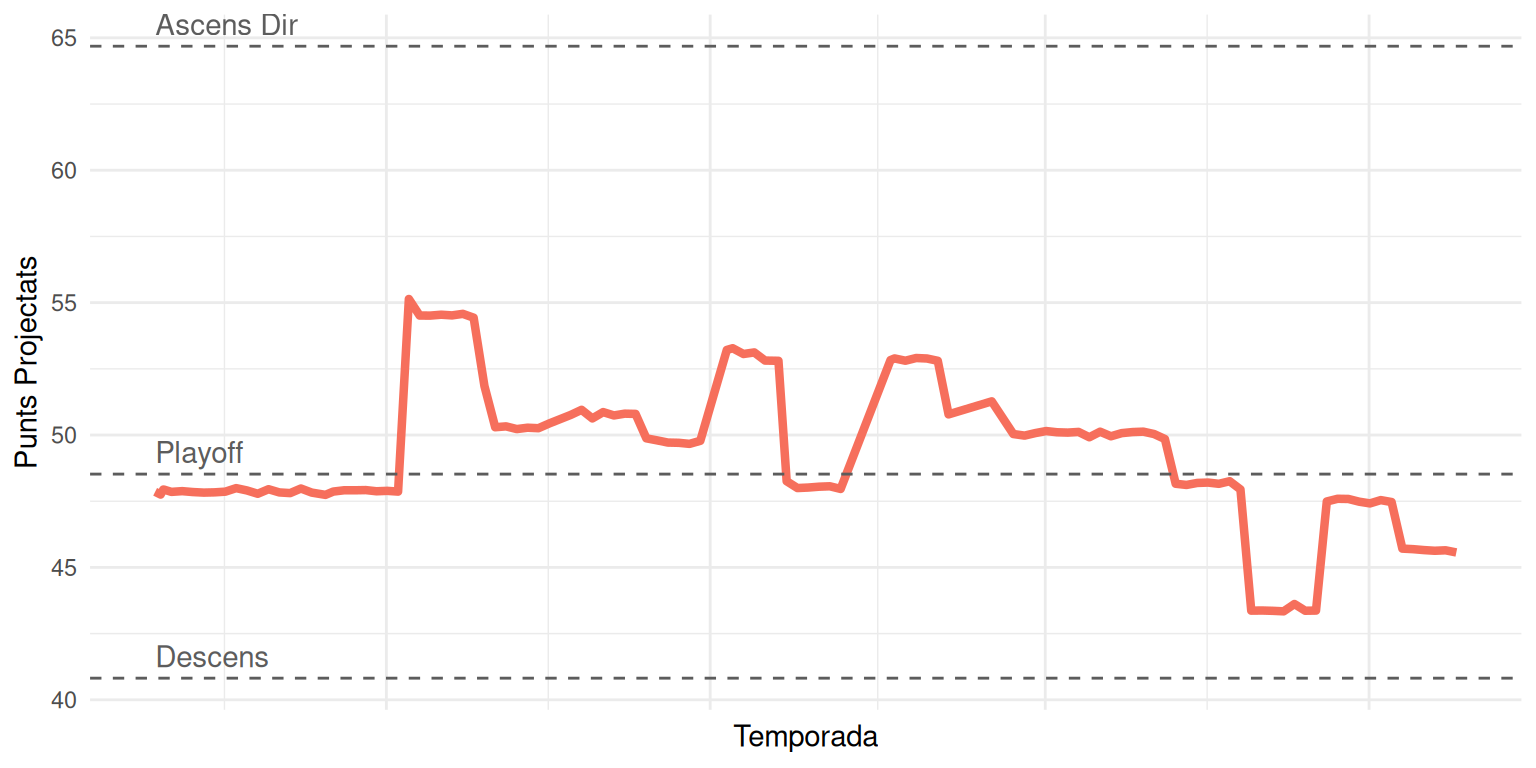 Ascens Dir
65
60
55
50
Playoff
45
Descens
40
Punts Projectats
Temporada